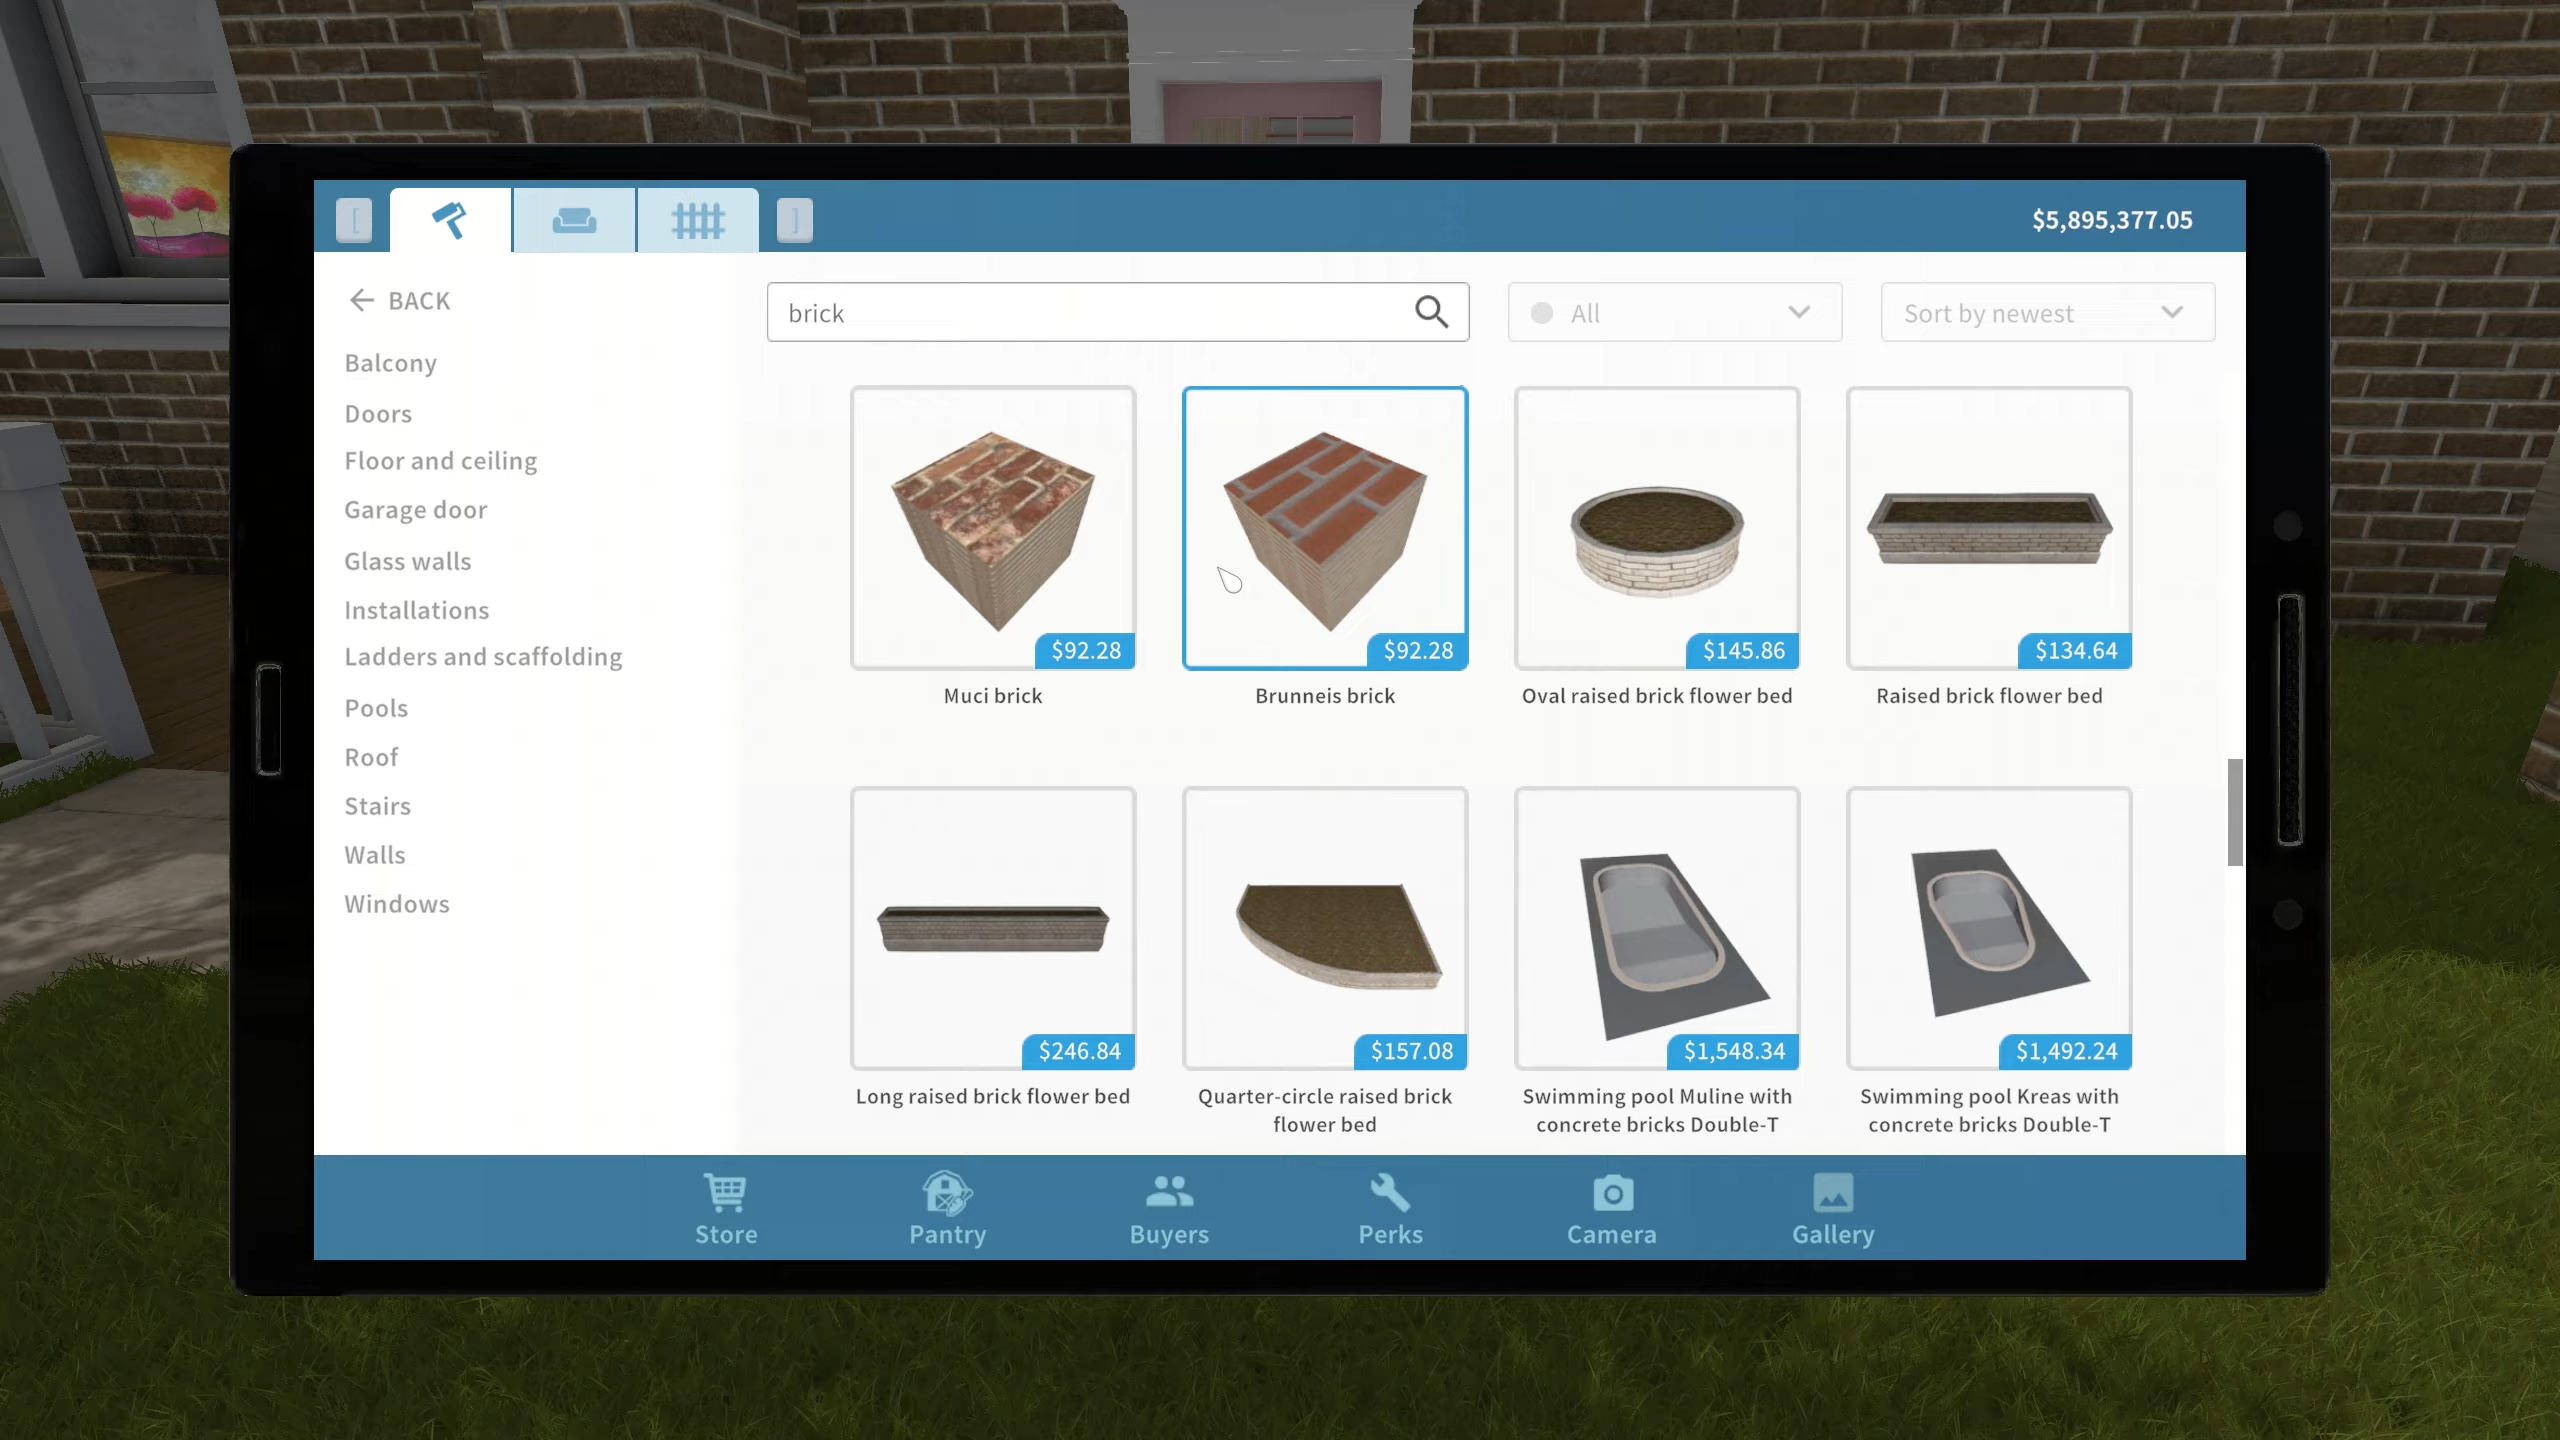 [
]
$5,895,377.05
BACK
brick
All
Sort by newest
Balcony
Doors
Floor and ceiling
Garage door
Glass walls
Installations
Ladders and scaffolding
Pools
Roof
Stairs
Walls
Windows
$92.28
$92.28
$145.86
$134.64
Muci brick
Brunneis brick
Oval raised brick flower bed
Raised brick flower bed
$246.84
$157.08
$1,548.34
$1,492.24
Long raised brick flower bed
Quarter-circle raised brick
flower bed
Swimming pool Muline with
concrete bricks Double-T
Swimming pool Kreas with
concrete bricks Double-T
Store
Pantry
Buyers
Perks
Camera
Gallery